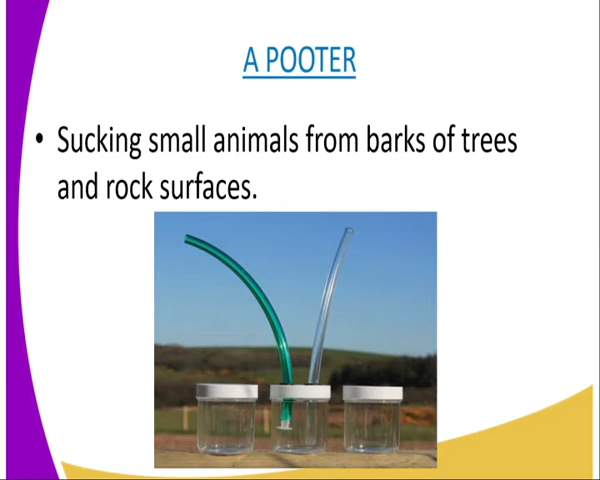 A POOTER
• Sucking small animals from barks of trees
and rock surfaces.